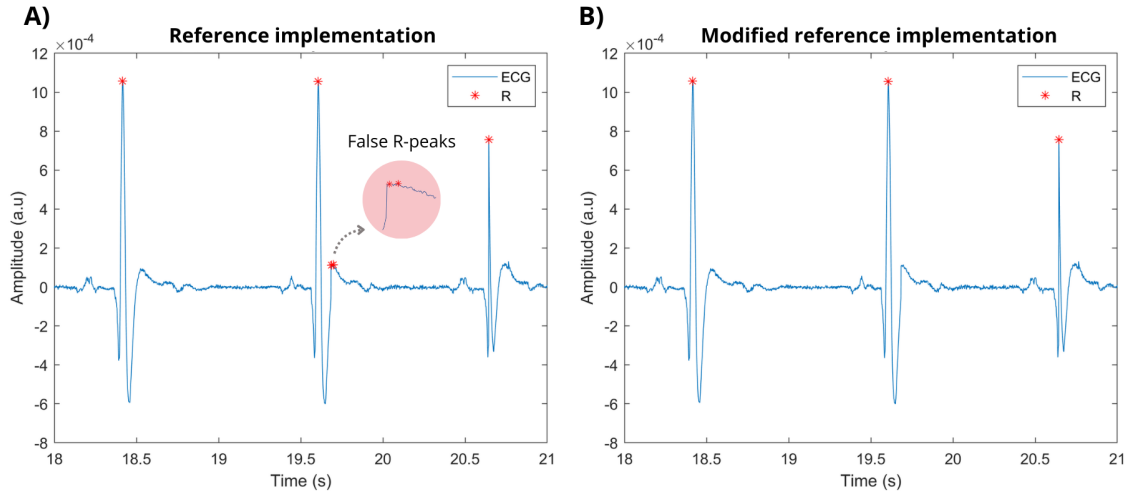 A)
Reference implementation
×10-4
12
10
8
6
4
2
0
-2
-4
-6
-8
Amplitude (a.u)
ECG
R
False R-peaks
18
18.5
19
19.5
20
20.5
21
Time (s)
B)
Modified reference implementation
×10-4
12
10
8
6
4
2
0
-2
-4
-6
-8
Amplitude (a.u)
ECG
R
18
18.5
19
19.5
20
20.5
21
Time (s)